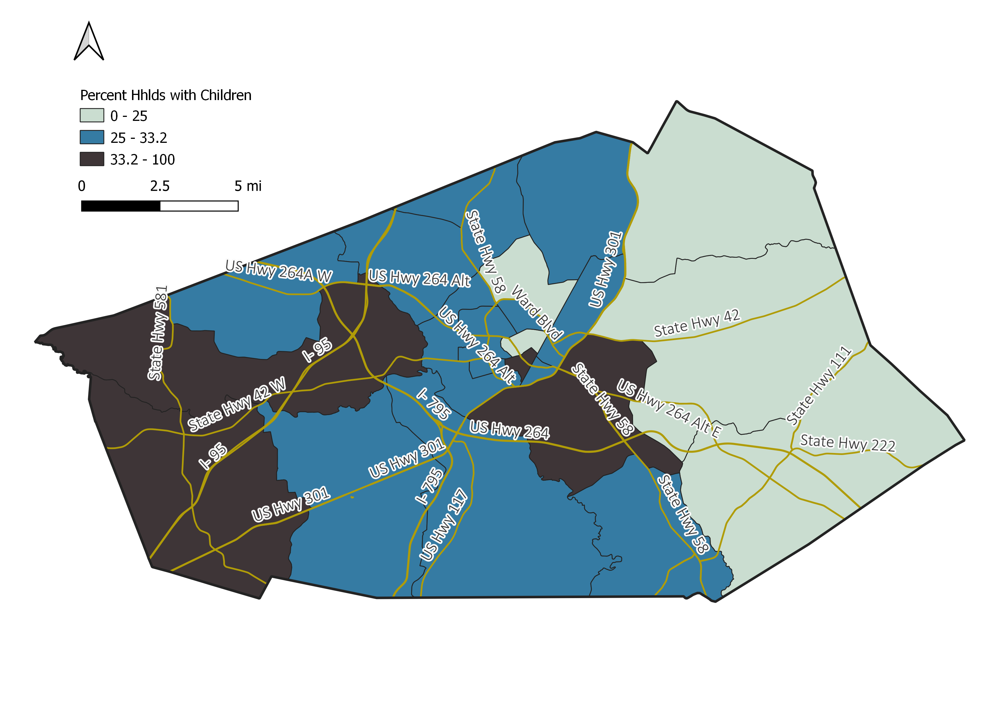 Percent Hhlds with Children
0 - 25
25 - 33.2
33.2 - 100
0 2.5 5 mi
US Hwy 264A W
US Hwy 264 Alt
State Hwy 58
US Hwy 301
State Hwy 581
Ward Blvd
US Hwy 264 Alt
State Hwy 42
I- 95
State Hwy 111
State Hwy 42 W
State Hwy 58
US Hwy 264 Alt E
I- 795
US Hwy 264
State Hwy 222
I- 95
US Hwy 301
I- 795
US Hwy 301
US Hwy 117
State Hwy 58